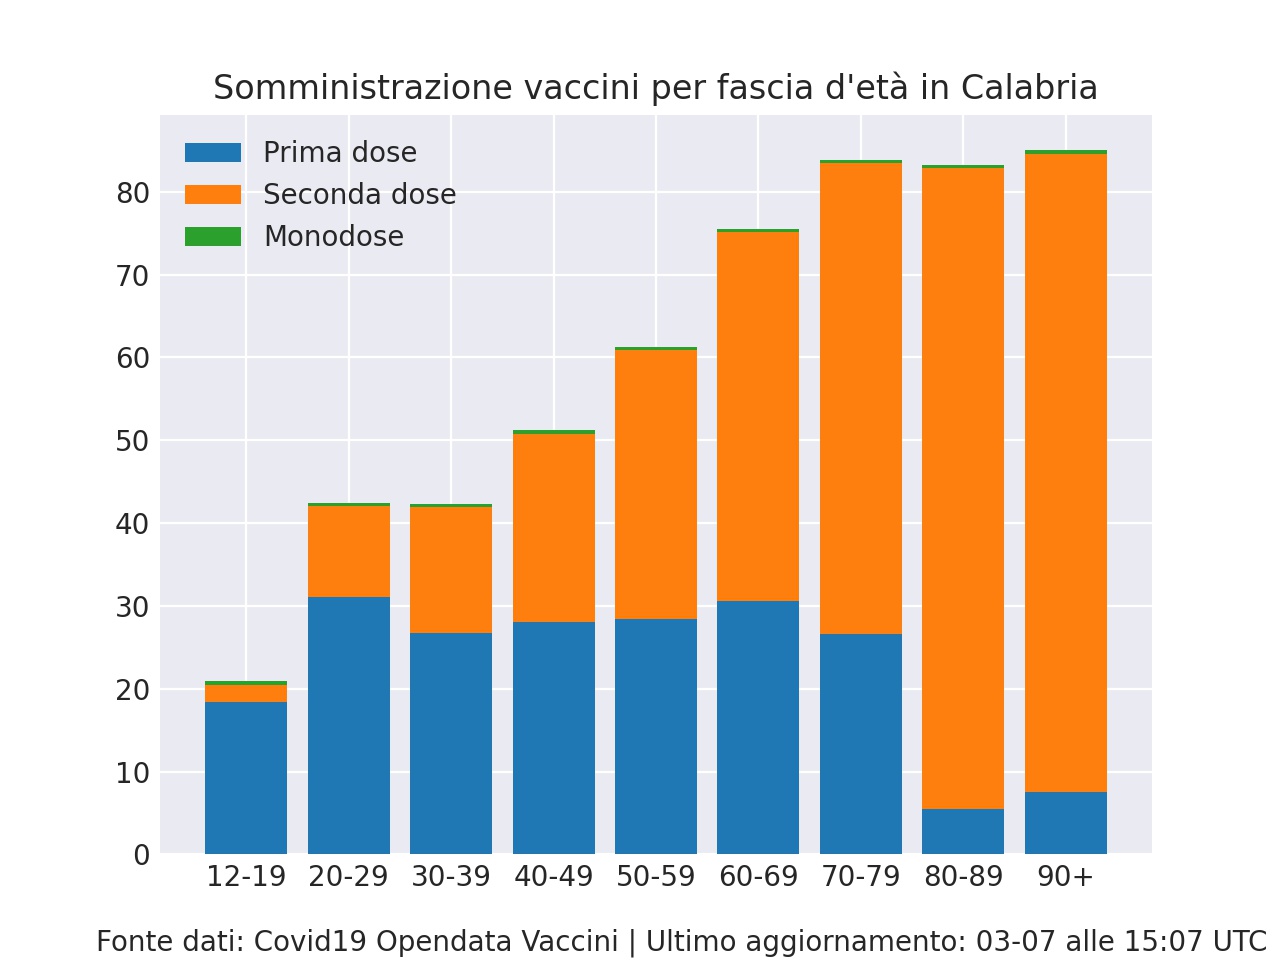 Somministrazione vaccini per fascia d'età in Calabria
Prima dose
Seconda dose
Monodose
80
70
60
50
40
30
20
10
0
12-19 20-29 30-39 40-49 50-59 60-69 70-79 80-89 90+
Fonte dati: Covid19 Opendata Vaccini | Ultimo aggiornamento: 03-07 alle 15:07 UTC